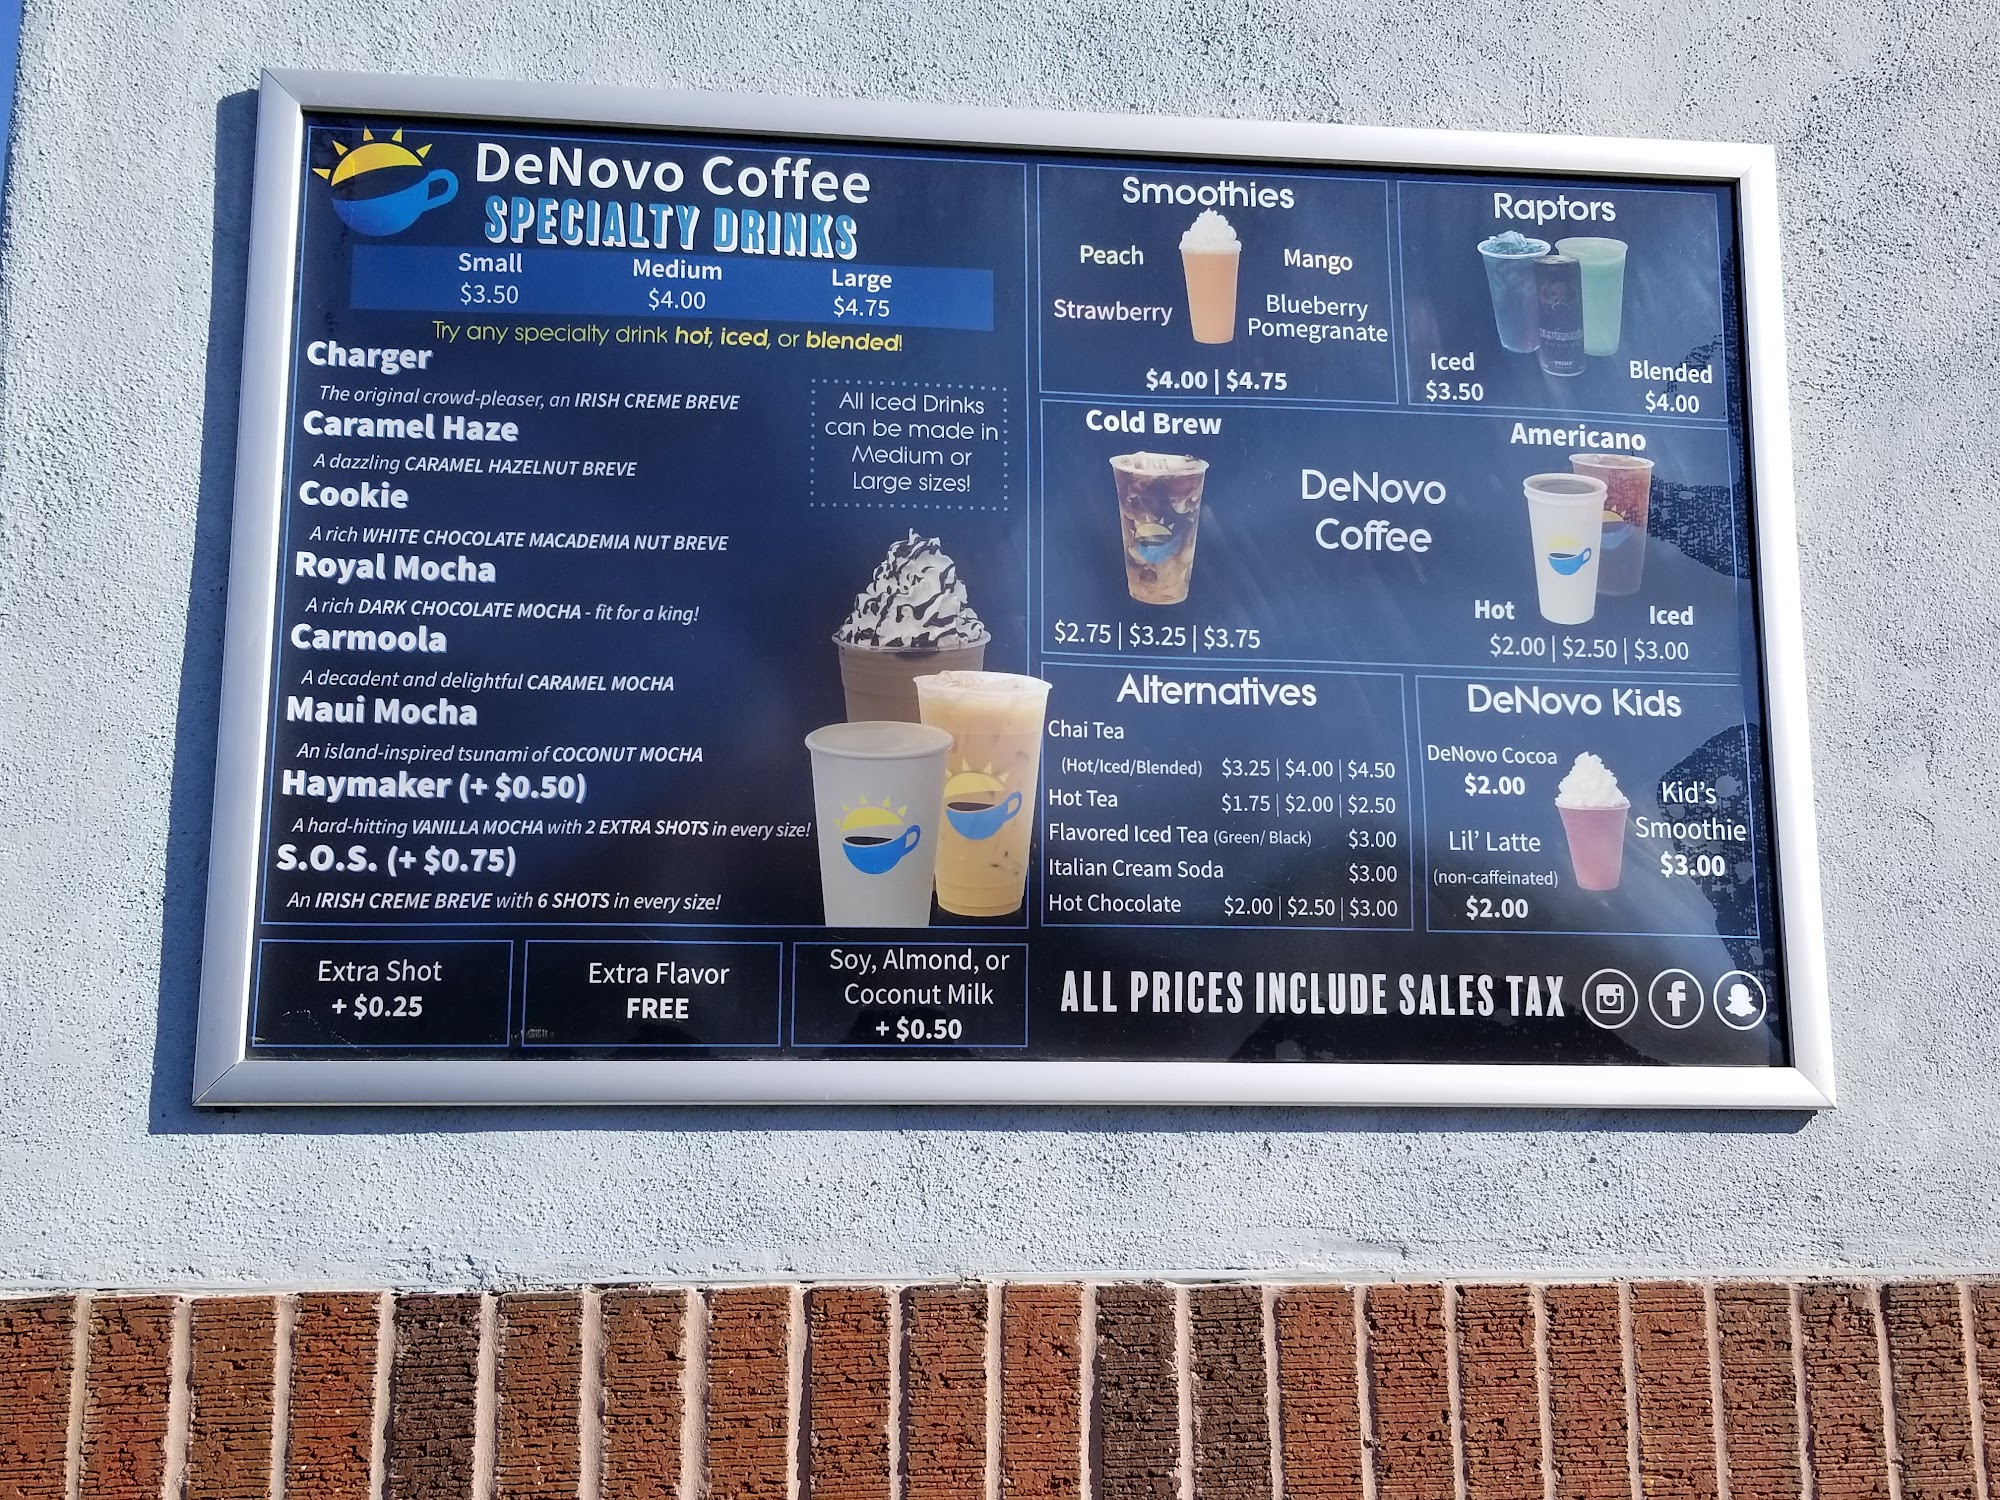 DeNovo Coffee
SPECIALTY DRINKS
Small Medium Large
$3.50 $4.00 $4.75
Try any specialty drink hot, iced, or blended!
Charger
The original crowd-pleaser, an IRISH CREME BREVE
Caramel Haze
A dazzling CARAMEL HAZELNUT BREVE
Cookie
A rich WHITE CHOCOLATE MACADEMIA NUT BREVE
Royal Mocha
A rich DARK CHOCOLATE MOCHA - fit for a king!
Carmoola
A decadent and delightful CARAMEL MOCHA
Maui Mocha
An island-inspired tsunami of COCONUT MOCHA
Haymaker (+ $0.50)
A hard-hitting VANILLA MOCHA with 2 EXTRA SHOTS in every size!
S.O.S. (+ $0.75)
An IRISH CREME BREVE with 6 SHOTS in every size!
All Iced Drinks
can be made in
Medium or
Large sizes!
Extra Shot
+ $0.25
Extra Flavor
FREE
Soy, Almond, or
Coconut Milk
+ $0.50
Smoothies
Peach
Mango
Strawberry
Blueberry
Pomegranate
$4.00 | $4.75
Raptors
Iced
$3.50
Blended
$4.00
Cold Brew
$2.75 | $3.25 | $3.75
DeNovo
Coffee
Americano
Hot
Iced
$2.00 | $2.50 | $3.00
Alternatives
Chai Tea
(Hot/Iced/Blended) $3.25 | $4.00 | $4.50
Hot Tea $1.75 | $2.00 | $2.50
Flavored Iced Tea (Green/ Black) $3.00
Italian Cream Soda $3.00
Hot Chocolate $2.00 | $2.50 | $3.00
DeNovo Kids
DeNovo Cocoa
$2.00
Lil' Latte
(non-caffeinated)
$2.00
Kid's
Smoothie
$3.00
ALL PRICES INCLUDE SALES TAX